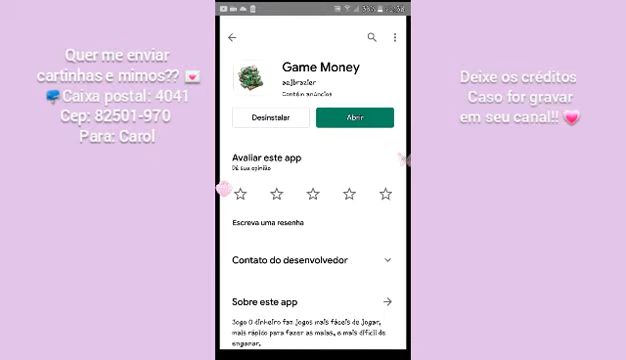 Quer me enviar
cartinhas e mimos??
Caixa postal: 4041
Cep: 82501-970
Para: Carol
Game Money
Contém anúncios
Desinstalar
Abrir
Avaliar este app
Dê sua opinião
Escreva uma resenha
Contato do desenvolvedor
Sobre este app
Jogo O dinheiro fan jogos mais fáceis de jogar,
mais rápido para fazer as malas, e mais difícil de
enganar.
Deixe os créditos
Caso for gravar
em seu canal!!